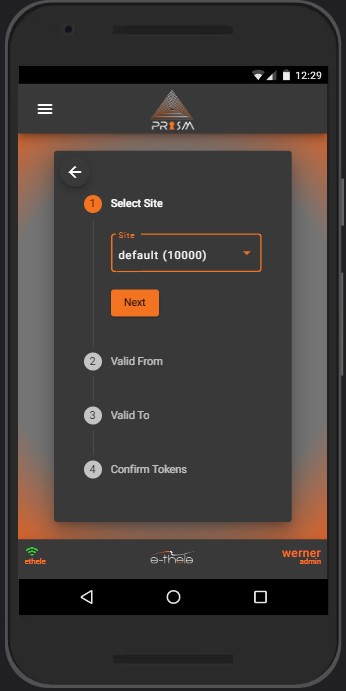 12:29
PRISM
1 Select Site
Site
default (10000)
Next
2 Valid From
3 Valid To
4 Confirm Tokens
ethele
e-thele
werner
admin